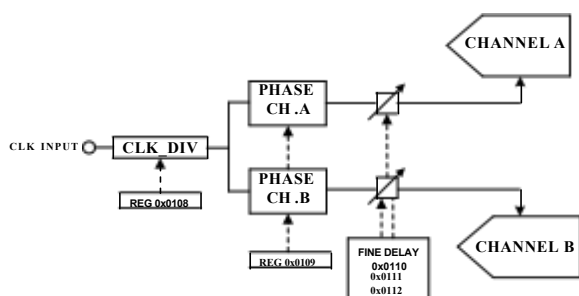 CHANNEL A
PHASE
CH .A
CLK INPUT
CLK_DIV
PHASE
CH .B
REG 0x0108
CHANNEL B
REG 0x0109
FINE DELAY
0x0110
0x0111
0x0112